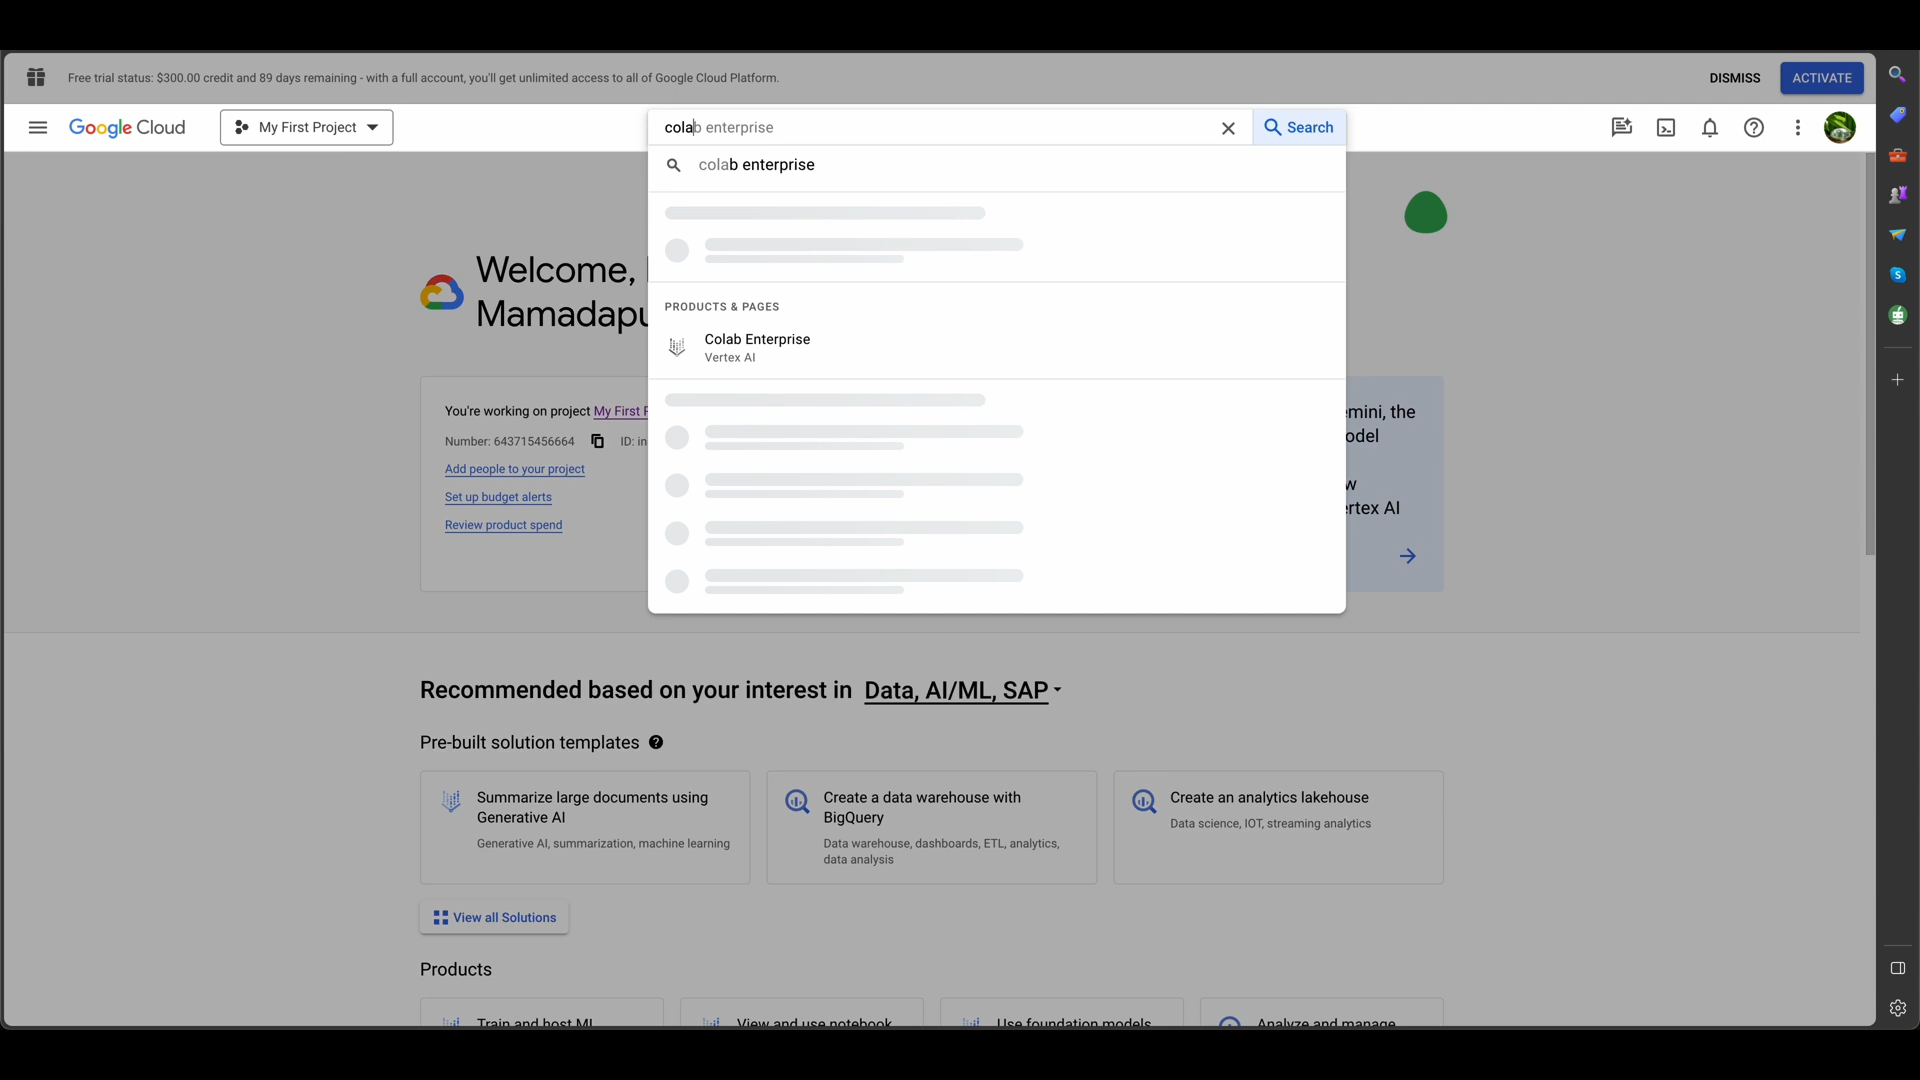 Free trial status: $300.00 credit and 89 days remaining - with a full account, you'll get unlimited access to all of Google Cloud Platform.
DISMISS
ACTIVATE
Google Cloud
My First Project
colab enterprise
Search
colab enterprise
Welcome,
PRODUCTS & PAGES
Colab Enterprise
Vertex AI
You're working on project My First
Number: 643715456664
ID: in
Add people to your project
Set up budget alerts
Review product spend
emini, the
odel
w
ertex AI
Recommended based on your interest in Data, AI/ML, SAP
Pre-built solution templates
Summarize large documents using
Generative AI
Generative AI, summarization, machine learning
Create a data warehouse with
BigQuery
Data warehouse, dashboards, ETL, analytics,
data analysis
Create an analytics lakehouse
Data science, IOT, streaming analytics
View all Solutions
Products
Train and host ML
View and use notebook
Use foundation models
Analyze and manage